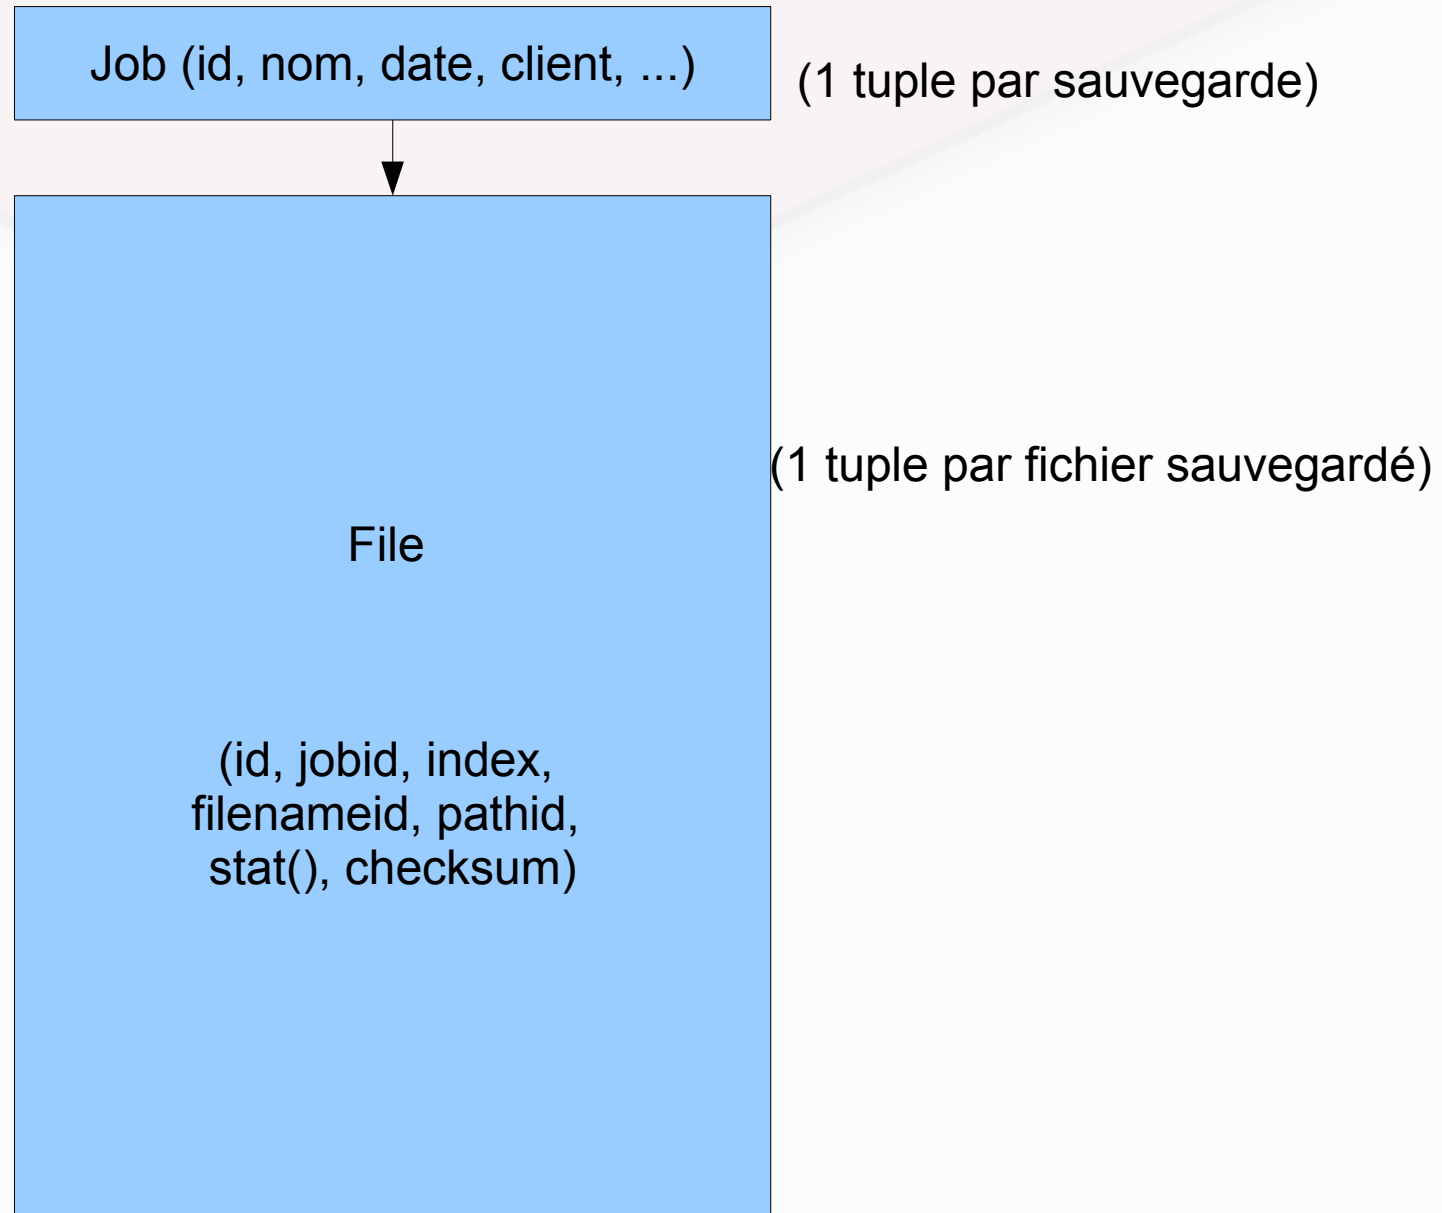 Job (id, nom, date, client, ...)
(1 tuple par sauvegarde)
(1 tuple par fichier sauvegardé)
File
(id, jobid, index,
filenameid, pathid,
stat(), checksum)